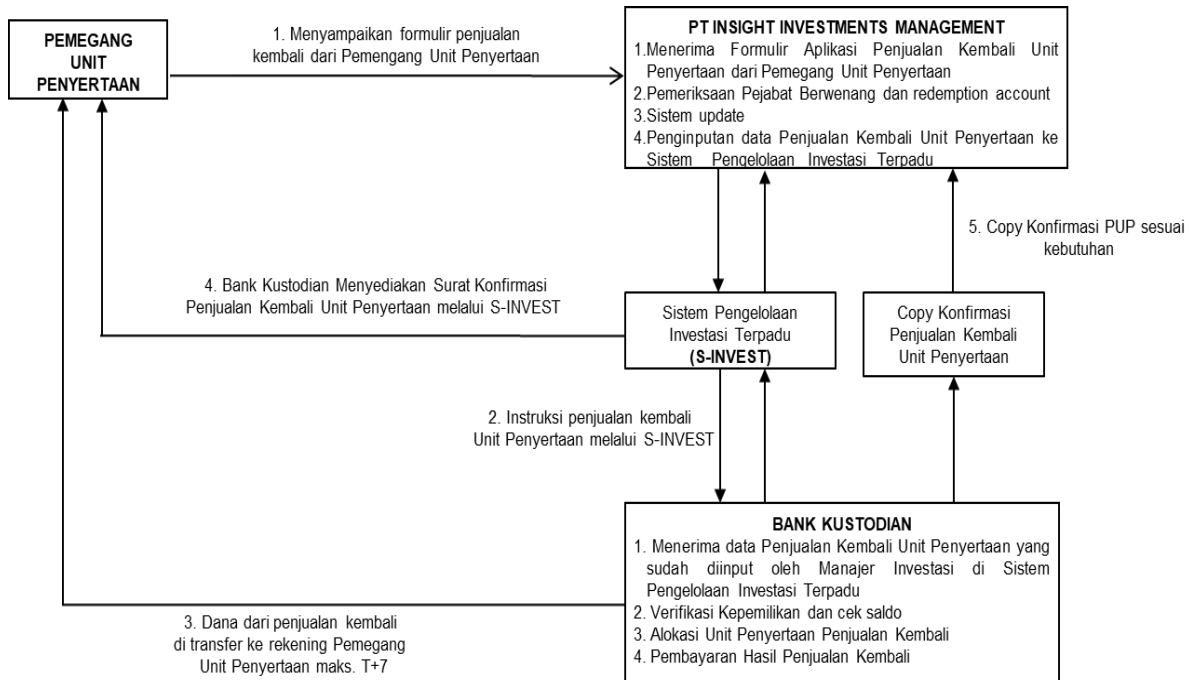 PEMEGANG
UNIT
PENYERTAAN
1. Menyampaikan formulir penjualan
kembali dari Pemengang Unit Penyertaan
PT INSIGHT INVESTMENTS MANAGEMENT
1.Menerima Formulir Aplikasi Penjualan Kembali Unit
Penyertaan dari Pemegang Unit Penyertaan
2.Pemeriksaan Pejabat Berwenang dan redemption account
3.Sistem update
4.Penginputan data Penjualan Kembali Unit Penyertaan ke
Sistem Pengelolaan Investasi Terpadu
5. Copy Konfirmasi PUP sesuai
kebutuhan
4. Bank Kustodian Menyediakan Surat Konfirmasi
Penjualan Kembali Unit Penyertaan melalui S-INVEST
Sistem Pengelolaan
Investasi Terpadu
(S-INVEST)
Copy Konfirmasi
Penjualan Kembali
Unit Penyertaan
2. Instruksi penjualan kembali
Unit Penyertaan melalui S-INVEST
BANK KUSTODIAN
1. Menerima data Penjualan Kembali Unit Penyertaan yang
sudah diinput oleh Manajer Investasi di Sistem
Pengelolaan Investasi Terpadu
2. Verifikasi Kepemilikan dan cek saldo
3. Alokasi Unit Penyertaan Penjualan Kembali
4. Pembayaran Hasil Penjualan Kembali
3. Dana dari penjualan kembali
di transfer ke rekening Pemegang
Unit Penyertaan maks. T+7